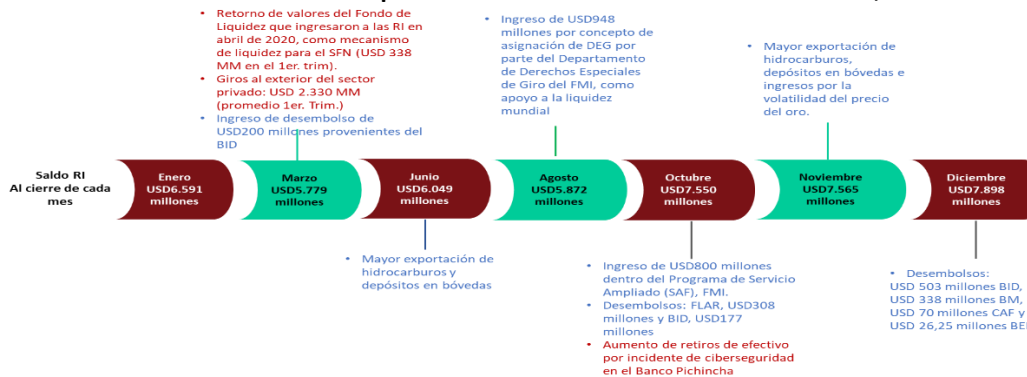 • Retorno de valores del Fondo de
Liquidez que ingresaron a las RI en
abril de 2020, como mecanismo
de liquidez para el SFN (USD 338
MM en el 1er. trim).
• Giros al exterior del sector
privado: USD 2.330 MM
(promedio 1er. Trim.)
• Ingreso de desembolso de
USD200 millones provenientes del
BID
• Ingreso de USD948
millones por concepto de
asignación de DEG por
parte del Departamento
de Derechos Especiales
de Giro del FMI, como
apoyo a la liquidez
mundial
• Mayor exportación de
hidrocarburos,
depósitos en bóvedas e
ingresos por la
volatilidad del precio
del oro.
Saldo RI
Al cierre de cada
mes
Enero
USD6.591
millones
Marzo
USD5.779
millones
Junio
USD6.049
millones
Agosto
USD5.872
millones
Octubre
USD7.550
millones
Noviembre
USD7.565
millones
Diciembre
USD7.898
millones
• Mayor exportación de
hidrocarburos y
depósitos en bóvedas
• Ingreso de USD800 millones
dentro del Programa de Servicio
Ampliado (SAF), FMI.
• Desembolsos: FLAR, USD308
millones y BID, USD177
millones
• Aumento de retiros de efectivo
por incidente de ciberseguridad
en el Banco Pichincha
• Desembolsos:
USD 503 millones BID,
USD 338 millones BM,
USD 70 millones CAF y
USD 26,25 millones